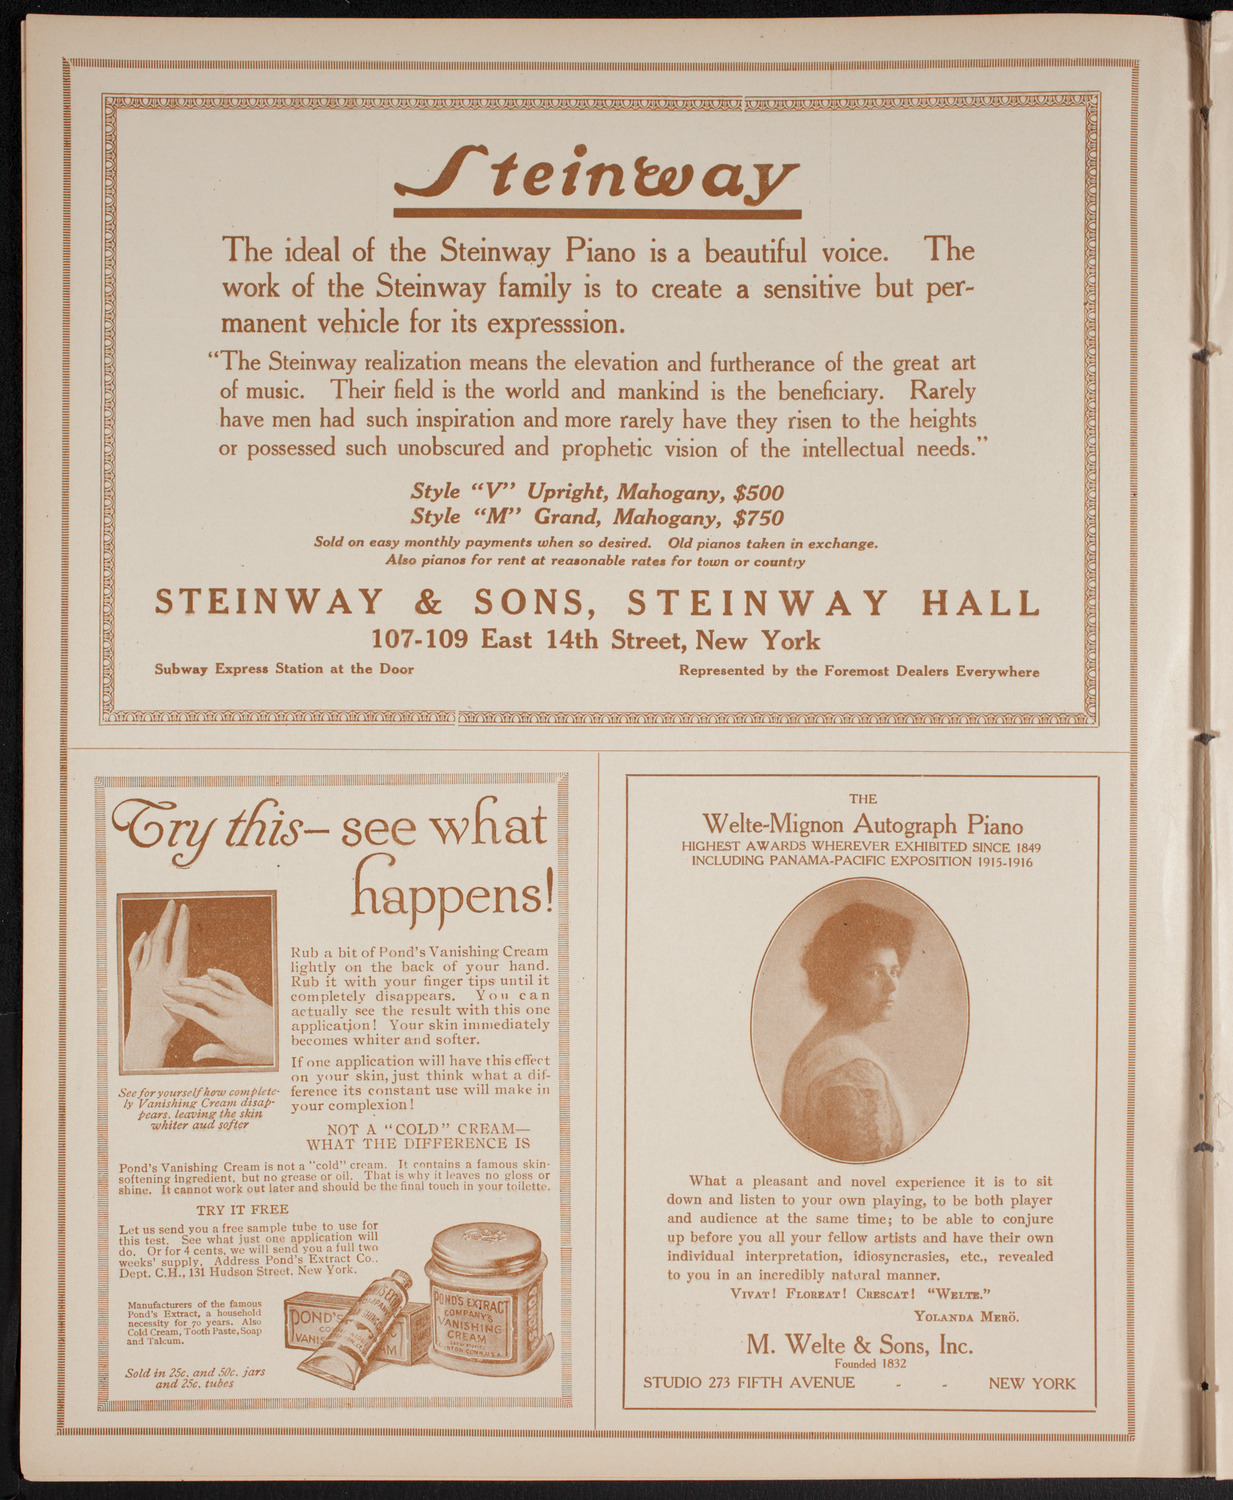 Steinway
The ideal of the Steinway Piano is a beautiful voice. The
work of the Steinway family is to create a sensitive but per-
manent vehicle for its expresssion.
“The Steinway realization means the elevation and furtherance of the great art
of music. Their field is the world and mankind is the beneficiary. Rarely
have men had such inspiration and more rarely have they risen to the heights
or possessed such unobscured and prophetic vision of the intellectual needs.”
Style “V” Upright, Mahogany, $500
Style “M” Grand, Mahogany, $750
Sold on easy monthly payments when so desired. Old pianos taken in exchange.
Also pianos for rent at reasonable rates for town or country
STEINWAY & SONS, STEINWAY HALL
107-109 East 14th Street, New York
Subway Express Station at the Door
Represented by the Foremost Dealers Everywhere
Try this— see what
happens!
Rub a bit of Pond's Vanishing Cream
lightly on the back of your hand.
Rub it with your finger tips until it
completely disappears. You can
actually see the result with this one
application! Your skin immediately
becomes whiter and softer.
If one application will have this effect
on your skin, just think what a dif-
ference its constant use will make in
your complexion!
See for yourself how complete-
ly Vanishing Cream disap-
pears, leaving the skin
whiter aud softer
NOT A “COLD” CREAM—
WHAT THE DIFFERENCE IS
Pond's Vanishing Cream is not a "cold" cream. It contains a famous skin-
softening ingredient, but no grease or oil. That is why it leaves no gloss or
shine. It cannot work out later and should be the final touch in your toilette.
TRY IT FREE
Let us send you a free sample tube to use for
this test. See what just one application will
do. Or for 4 cents, we will send you a full two
weeks' supply. Address Pond's Extract Co.,
Dept. C.H., 131 Hudson Street, New York.
Manufacturers of the famous
Pond's Extract, a household
necessity for 70 years. Also
Cold Cream, Tooth Paste, Soap
and Talcum.
Sold in 25c. and 50c. jars
and 25c. tubes
POND'S
VANIS
POND'S EXTRACT
COMPANY'S
VANISHING
CREAM
THE
Welte-Mignon Autograph Piano
HIGHEST AWARDS WHEREVER EXHIBITED SINCE 1849
INCLUDING PANAMA-PACIFIC EXPOSITION 1915-1916
What a pleasant and novel experience it is to sit
down and listen to your own playing, to be both player
and audience at the same time; to be able to conjure
up before you all your fellow artists and have their own
individual interpretation, idiosyncrasies, etc., revealed
to you in an incredibly natural manner.
VIVAT! FLOREAT! CRESCAT! “WELTE.”
YOLANDA MERÖ.
M. Welte & Sons, Inc.
Founded 1832
STUDIO 273 FIFTH AVENUE - - NEW YORK